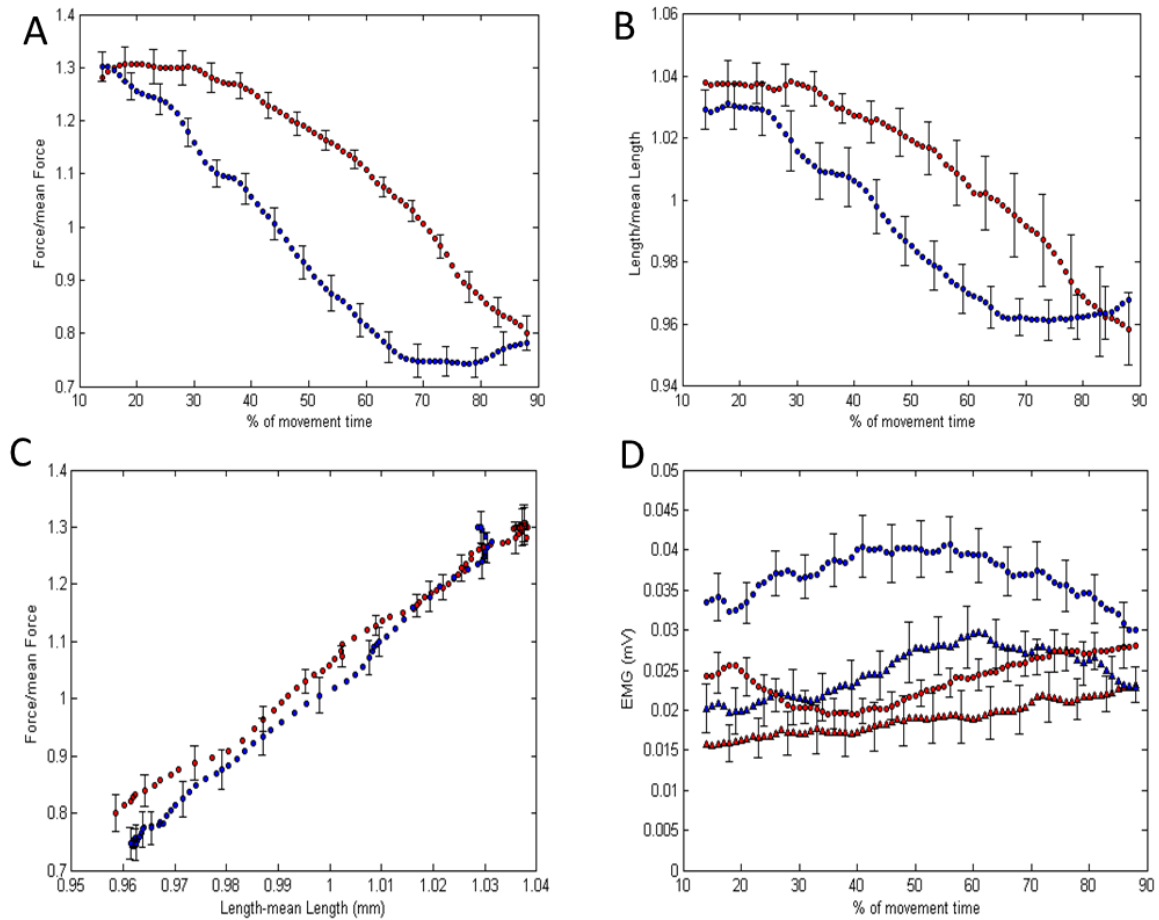 A
1.4
1.3
1.2
1.1
1
0.9
0.8
0.7
10 20 30 40 50 60 70 80 90
Force/mean Force
% of movement time
B
1.06
1.04
1.02
1
0.98
0.96
0.94
10 20 30 40 50 60 70 80 90
Length/mean Length
% of movement time
C
1.4
1.3
1.2
1.1
1
0.9
0.8
0.7
0.95 0.96 0.97 0.98 0.99 1 1.01 1.02 1.03 1.04
Force/mean Force
Length-mean Length (mm)
D
0.05
0.045
0.04
0.035
0.03
0.025
0.02
0.015
0.01
0.005
0
10 20 30 40 50 60 70 80 90
EMG (mV)
% of movement time